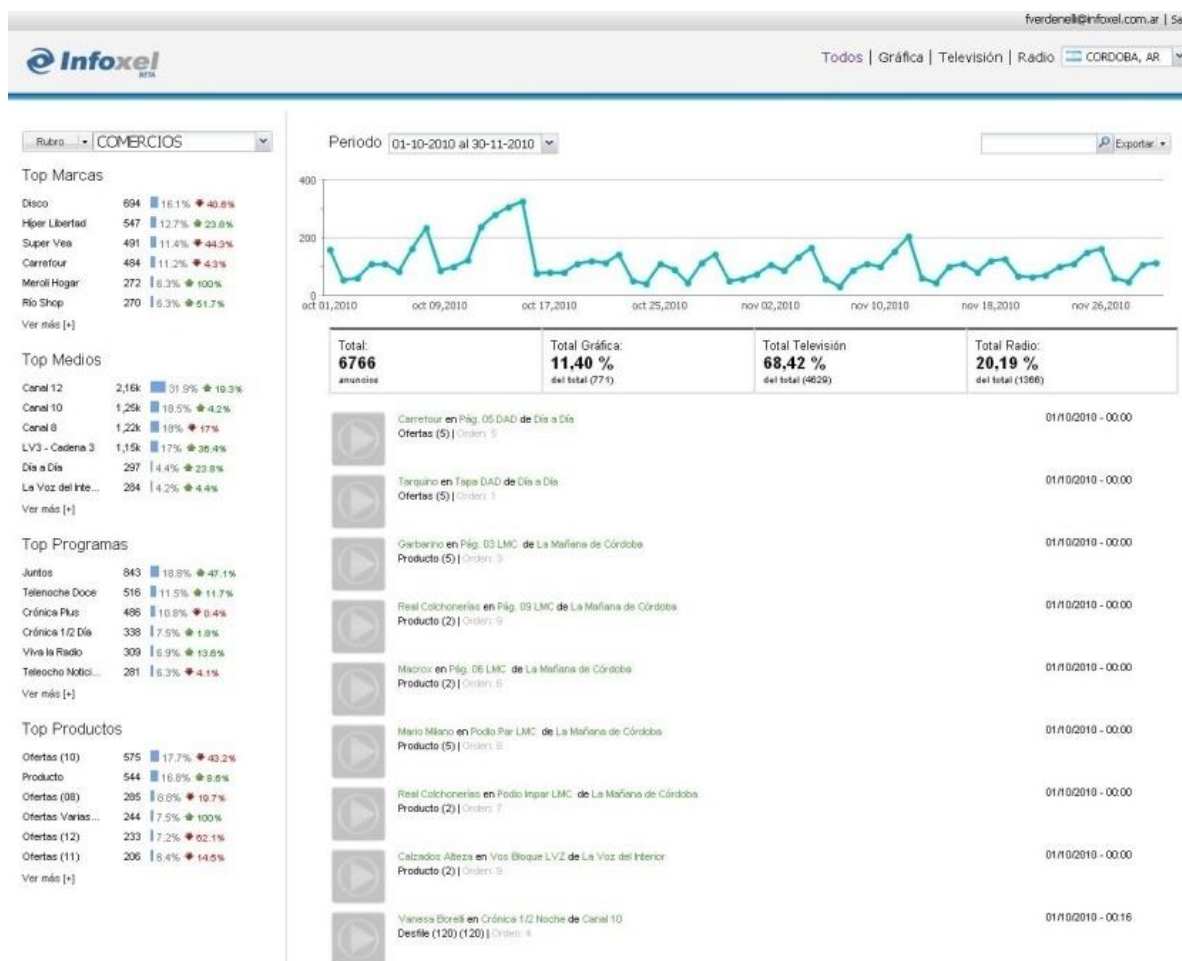 fverdenelli@infoxel.com.ar | Sa
Infoxel
BETA
Todos | Gráfica | Televisión | Radio CORDOBA, AR
Rubro COMERCIOS
Top Marcas
Disco 694 16.1% 40.6%
Híper Libertad 547 12.7% 23.8%
Super Vea 491 11.4% 44.3%
Carrefour 484 11.2% 4.3%
Meroli Hogar 272 6.3% 100%
Río Shop 270 6.3% 51.7%
Ver más [+]
Top Medios
Canal 12 2,16k 31.9% 19.3%
Canal 10 1,25k 18.5% 4.2%
Canal 8 1,22k 18% 17%
LV3 - Cadena 3 1,15k 17% 36.4%
Día a Día 297 4.4% 23.8%
La Voz del Inte... 284 4.2% 4.4%
Ver más [+]
Top Programas
Juntos 843 18.8% 47.1%
Telenoche Doce 516 11.5% 11.7%
Crónica Plus 486 10.8% 0.4%
Crónica 1/2 Día 338 7.5% 1.8%
Viva la Radio 309 6.9% 13.6%
Teleocho Notici... 281 6.3% 4.1%
Ver más [+]
Top Productos
Ofertas (10) 575 17.7% 43.2%
Producto 544 16.8% 8.6%
Ofertas (08) 285 8.8% 19.7%
Ofertas Varias... 244 7.5% 100%
Ofertas (12) 233 7.2% 62.1%
Ofertas (11) 206 6.4% 14.5%
Ver más [+]
Periodo 01-10-2010 al 30-11-2010
Exportar
400
200
0
oct 01,2010 oct 09,2010 oct 17,2010 oct 25,2010 nov 02,2010 nov 10,2010 nov 18,2010 nov 26,2010
Total: Total Gráfica: Total Televisión Total Radio:
6766 11,40 % 68,42 % 20,19 %
anuncios del total (771) del total (4629) del total (1366)
Carrefour en Pág. 05 DAD de Día a Día 01/10/2010 - 00:00
Ofertas (5) | Orden: 5
Tarquino en Tapa DAD de Día a Día 01/10/2010 - 00:00
Ofertas (5) | Orden: 1
Garbarino en Pág. 03 LMC de La Mañana de Córdoba 01/10/2010 - 00:00
Producto (5) | Orden: 3
Real Colchonerías en Pág. 09 LMC de La Mañana de Córdoba 01/10/2010 - 00:00
Producto (2) | Orden: 9
Macrox en Pág. 06 LMC de La Mañana de Córdoba 01/10/2010 - 00:00
Producto (2) | Orden: 6
Mario Milano en Podio Par LMC de La Mañana de Córdoba 01/10/2010 - 00:00
Producto (5) | Orden: 8
Real Colchonerías en Podio Impar LMC de La Mañana de Córdoba 01/10/2010 - 00:00
Producto (2) | Orden: 7
Calzados Alteza en Vos Bloque LVZ de La Voz del Interior 01/10/2010 - 00:00
Producto (2) | Orden: 9
Vanesa Borelli en Crónica 1/2 Noche de Canal 10 01/10/2010 - 00:16
Desfile (120) (120) | Orden: